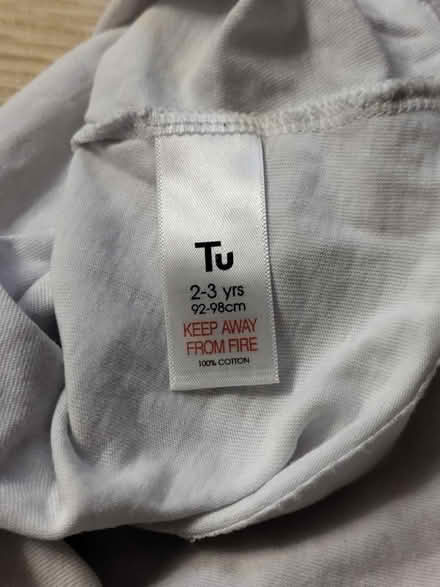 Tu
2-3 yrs
92-98cm
KEEP AWAY
FROM FIRE
100% COTTON